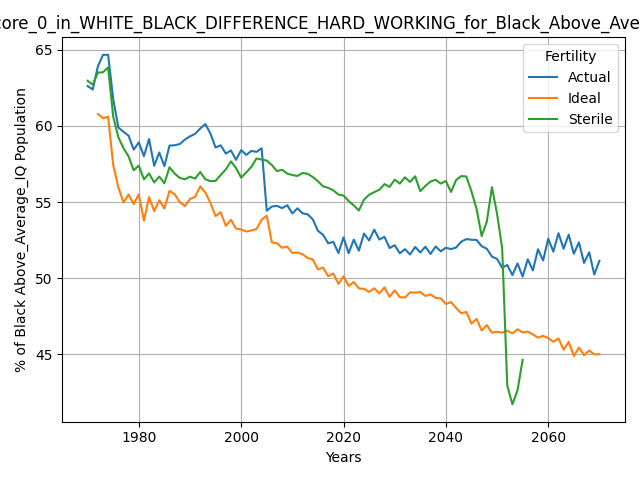 core_0_in_WHITE_BLACK_DIFFERENCE_HARD_WORKING_for_Black_Above_Ave
65
60
55
50
45
% of Black Above_Average_IQ Population
Fertility
Actual
Ideal
Sterile
1980
2000
2020
2040
2060
Years